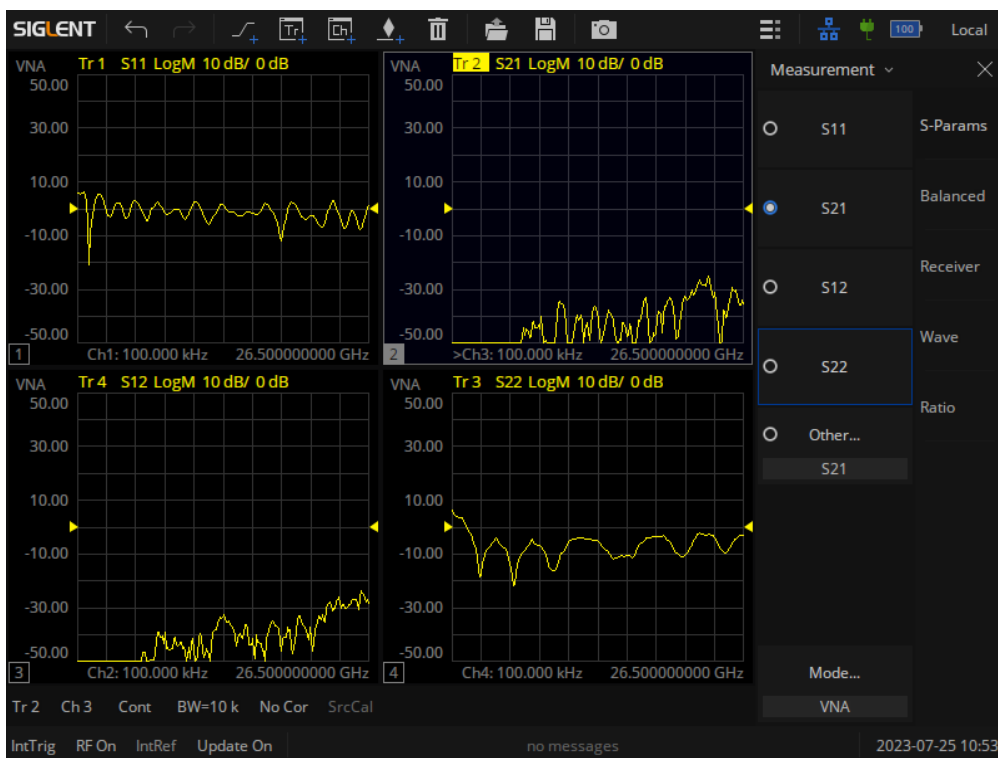 SIGLENT Tr Ch 100 Local
VNA Tr 1 S11 LogM 10 dB/ 0 dB
50.00
30.00
10.00
-10.00
-30.00
-50.00
1 Ch1: 100.000 kHz 26.500000000 GHz
VNA Tr 2 S21 LogM 10 dB/ 0 dB
50.00
30.00
10.00
-10.00
-30.00
-50.00
2 >Ch3: 100.000 kHz 26.500000000 GHz
VNA Tr 4 S12 LogM 10 dB/ 0 dB
50.00
30.00
10.00
-10.00
-30.00
-50.00
3 Ch2: 100.000 kHz 26.500000000 GHz
VNA Tr 3 S22 LogM 10 dB/ 0 dB
50.00
30.00
10.00
-10.00
-30.00
-50.00
4 Ch4: 100.000 kHz 26.500000000 GHz
Measurement
S11
S21
S12
S22
Other...
S21
Mode...
VNA
S-Params
Balanced
Receiver
Wave
Ratio
Tr 2 Ch 3 Cont BW=10 k No Cor SrcCal
IntTrig RF On IntRef Update On no messages 2023-07-25 10:53